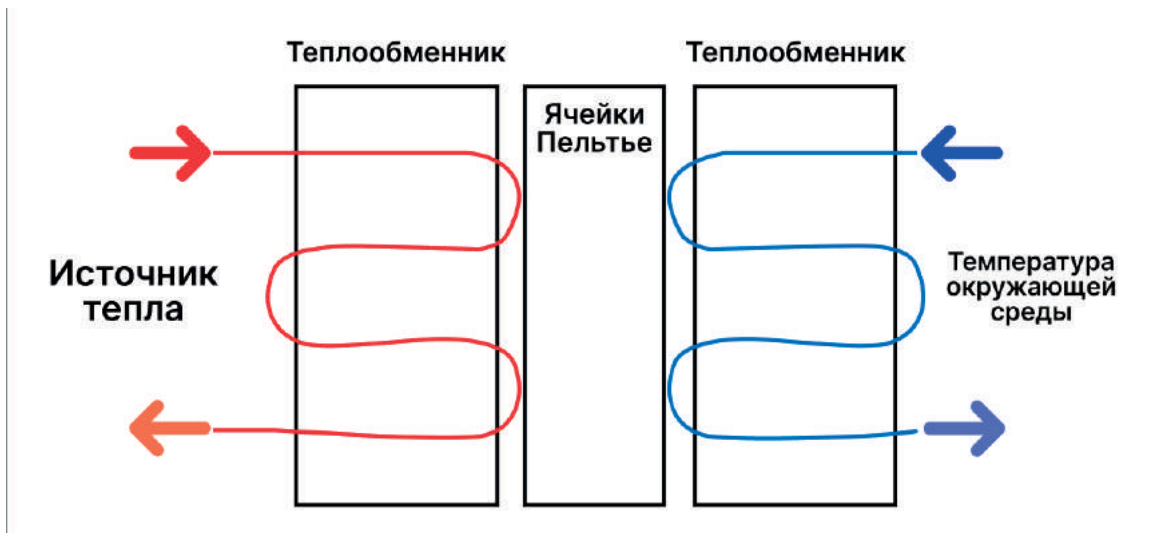 Теплообменник
Теплообменник
Ячейки
Пельтье
Источник
тепла
Температура
окружающей
среды